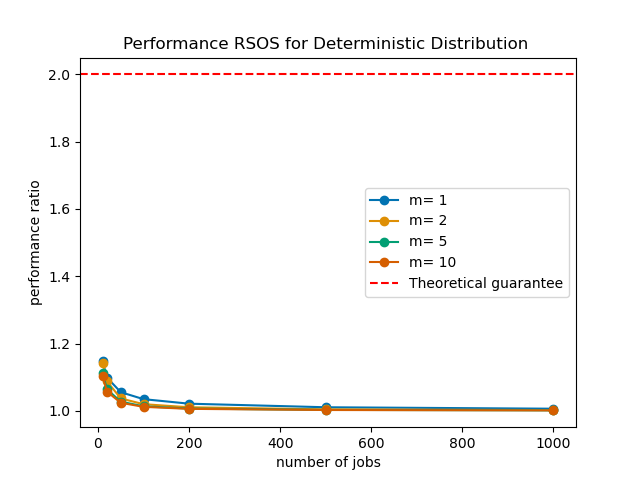 Performance RSOS for Deterministic Distribution
performance ratio
2.0
1.8
1.6
1.4
1.2
1.0
m= 1
m= 2
m= 5
m= 10
Theoretical guarantee
0 200 400 600 800 1000
number of jobs